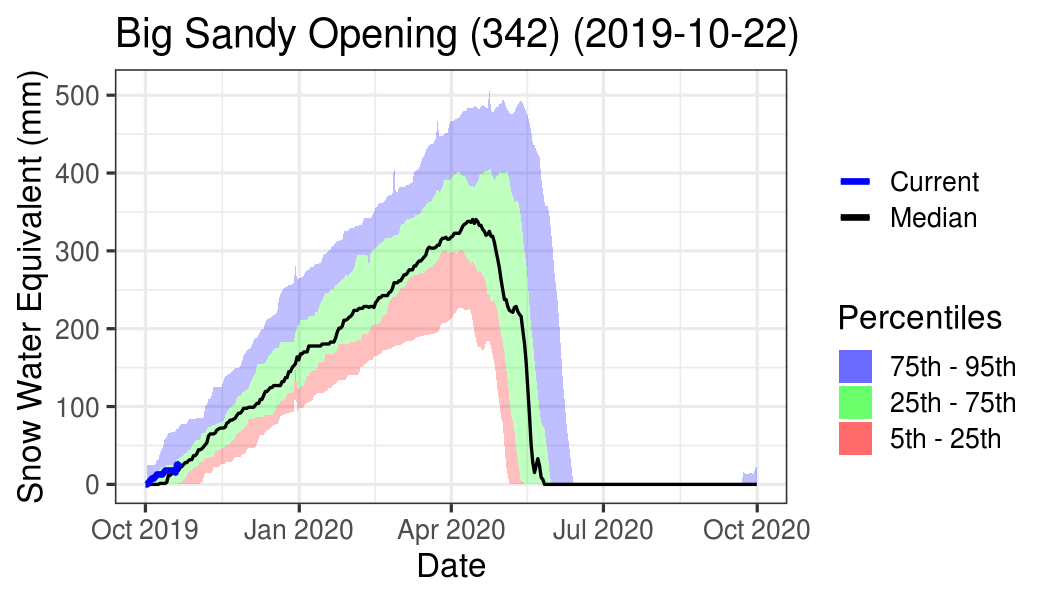 Big Sandy Opening (342) (2019-10-22)
Snow Water Equivalent (mm)
500
400
300
200
100
0
Oct 2019
Jan 2020
Apr 2020
Jul 2020
Oct 2020
Date
Current
Median
Percentiles
75th - 95th
25th - 75th
5th - 25th